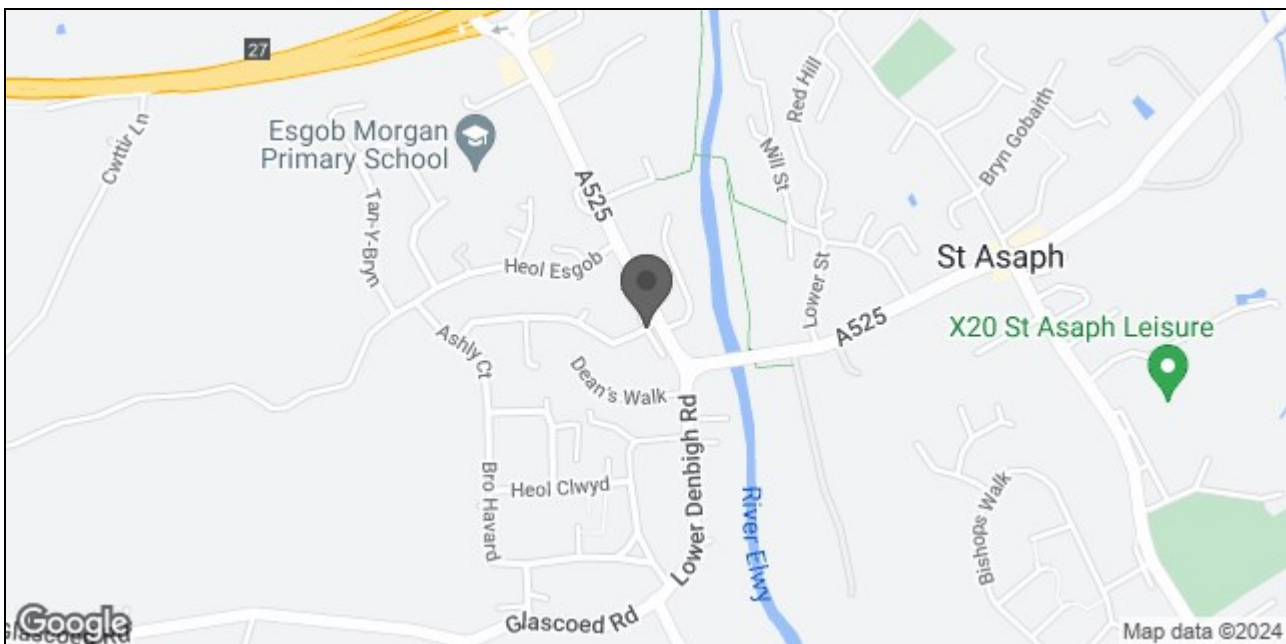 27
Cwttir Ln
Esgob Morgan
Primary School
Tan-Y-Bryn
A525
Heol Esgob
Red Hill
Mill St
Bryn Gobaith
St Asaph
Lower St
A525
X20 St Asaph Leisure
Ashly Ct
Dean's Walk
Lower Denbigh Rd
Bro Havard
Heol Clwyd
River Elwy
Bishops Walk
Glascoed Rd
Glascoed Rd
Google
Map data ©2024